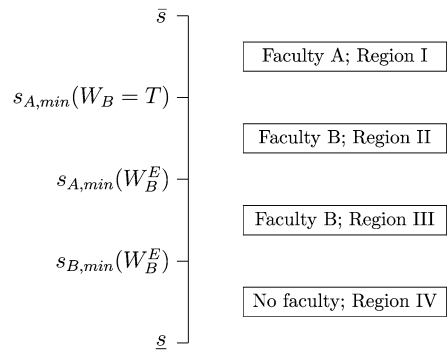 s̄
Faculty A; Region I
s_{A,min}(W_B = T)
Faculty B; Region II
s_{A,min}(W_B^E)
Faculty B; Region III
s_{B,min}(W_B^E)
No faculty; Region IV
s̲